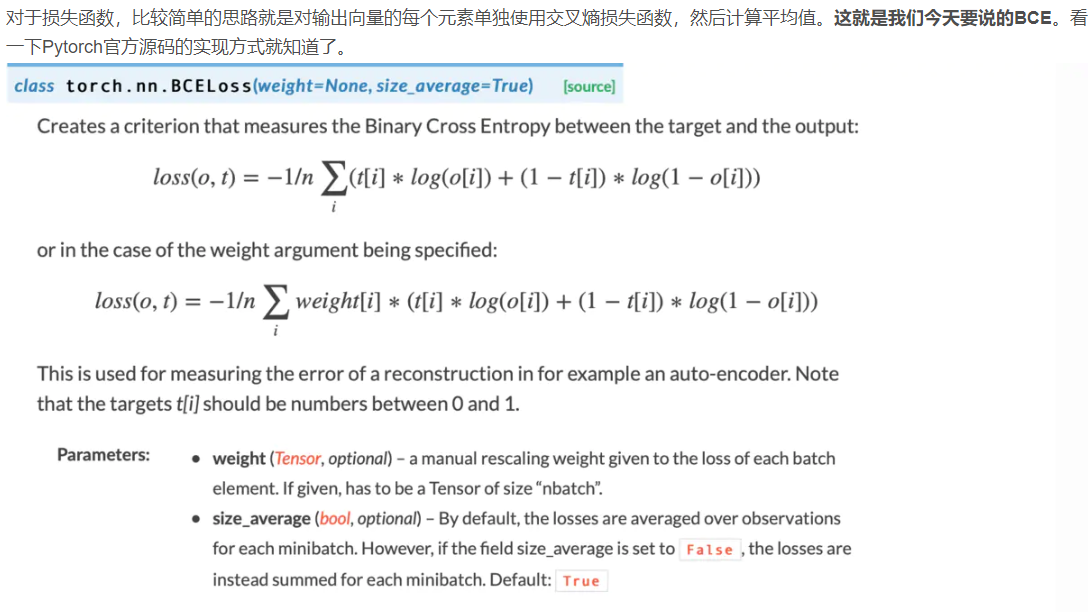 对于损失函数，比较简单的思路就是对输出向量的每个元素单独使用交叉熵损失函数，然后计算平均值。这就是我们今天要说的BCE。看
一下Pytorch官方源码的实现方式就知道了。
class torch.nn.BCELoss(weight=None, size_average=True) [source]
Creates a criterion that measures the Binary Cross Entropy between the target and the output:
loss(o, t) = −1/n ∑(t[i] ∗ log(o[i]) + (1 − t[i]) ∗ log(1 − o[i]))
i
or in the case of the weight argument being specified:
loss(o, t) = −1/n ∑ weight[i] ∗ (t[i] ∗ log(o[i]) + (1 − t[i]) ∗ log(1 − o[i]))
i
This is used for measuring the error of a reconstruction in for example an auto-encoder. Note
that the targets t[i] should be numbers between 0 and 1.
Parameters: • weight (Tensor, optional) – a manual rescaling weight given to the loss of each batch
element. If given, has to be a Tensor of size “nbatch”.
• size_average (bool, optional) – By default, the losses are averaged over observations
for each minibatch. However, if the field size_average is set to False , the losses are
instead summed for each minibatch. Default: True